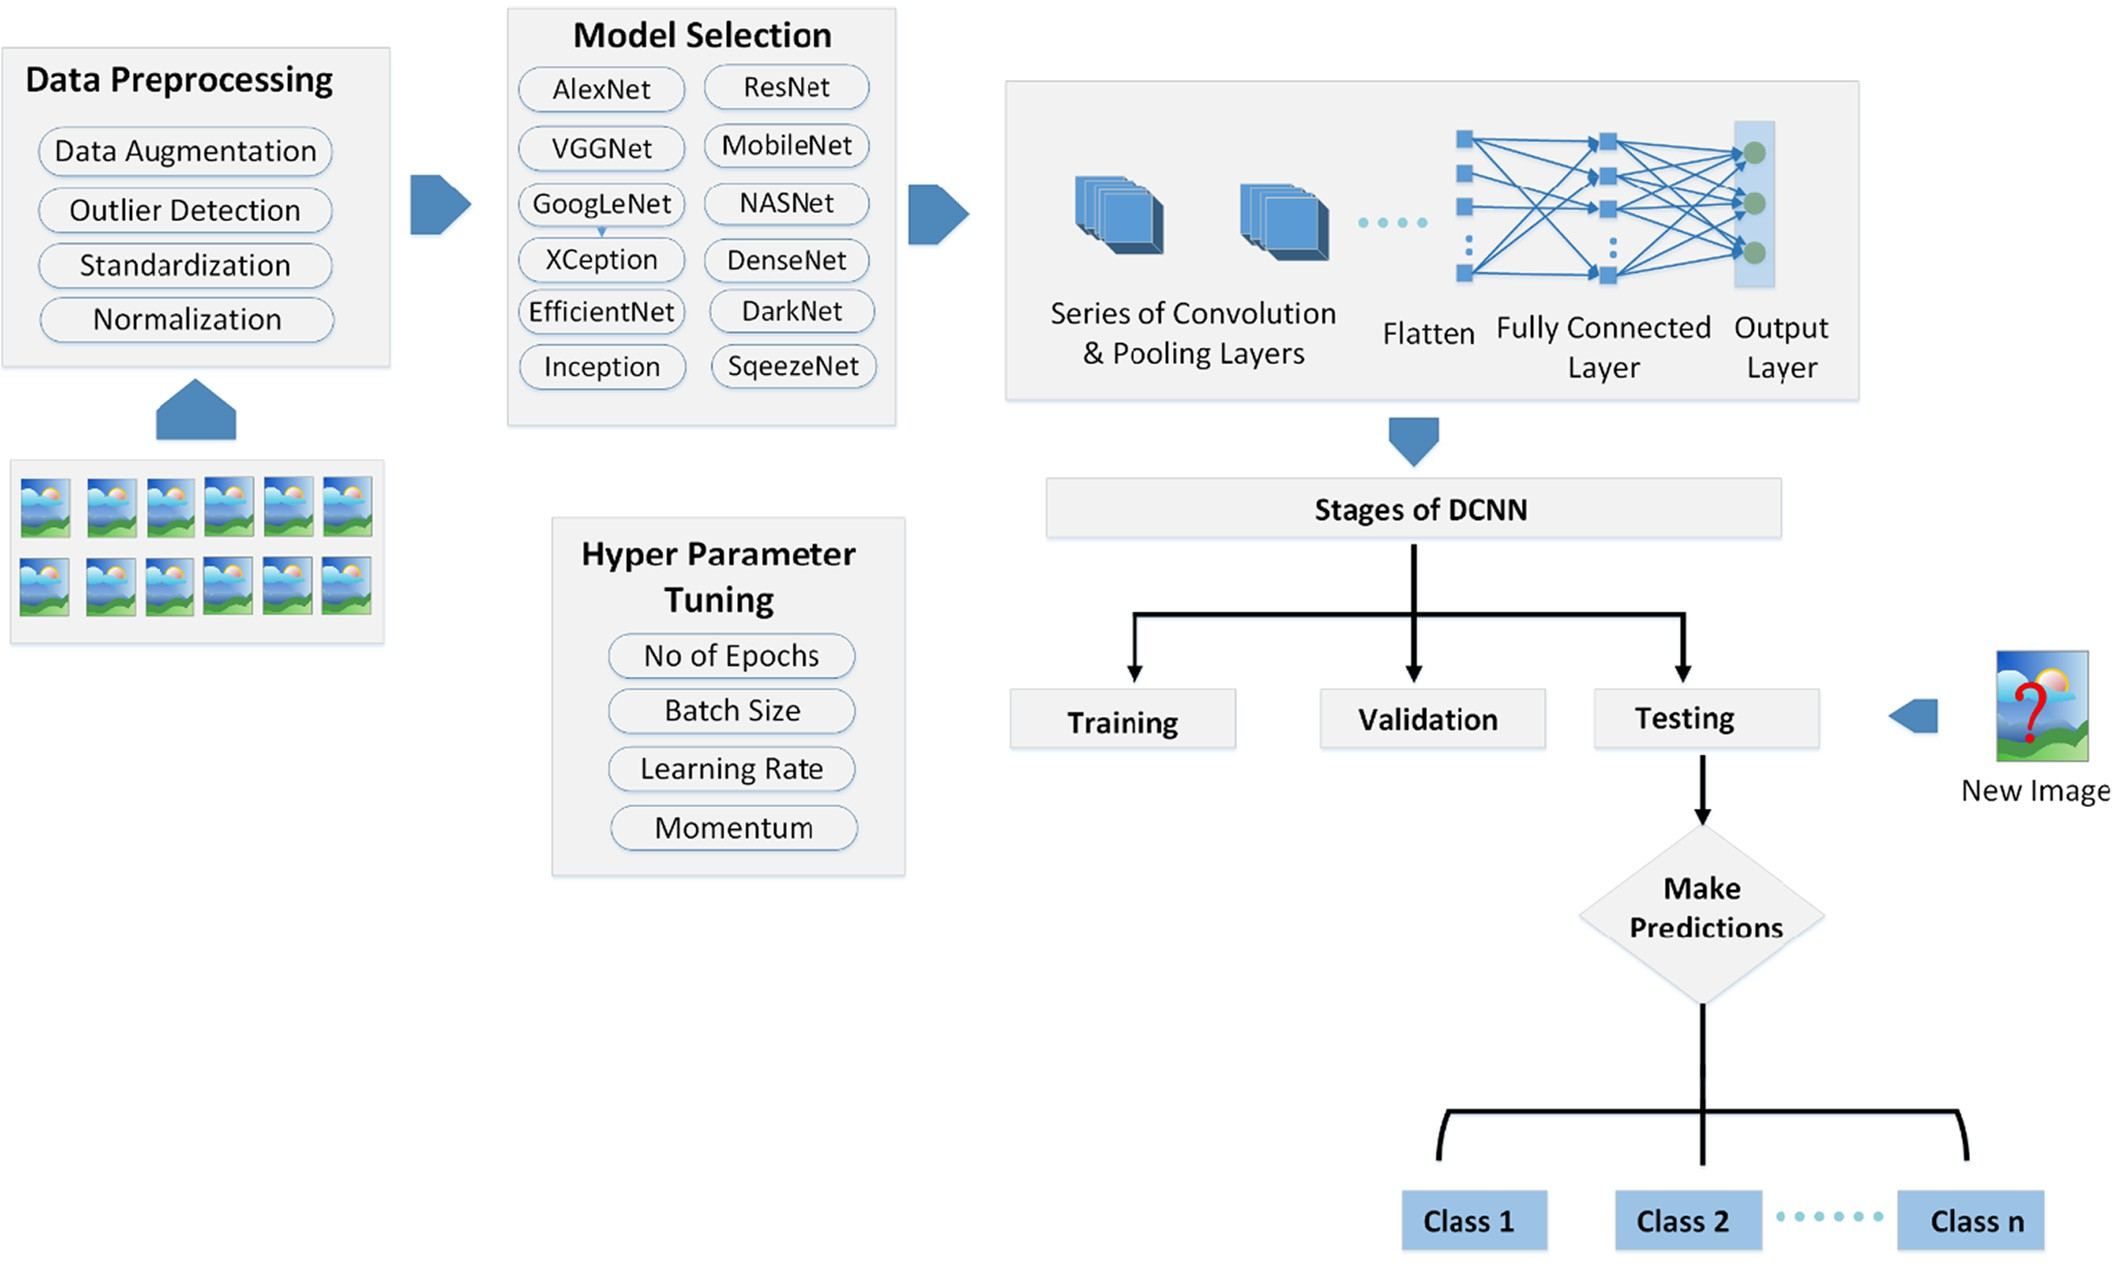 Data Preprocessing
Data Augmentation
Outlier Detection
Standardization
Normalization
Model Selection
AlexNet
ResNet
VGGNet
MobileNet
GoogLeNet
NASNet
XCeption
DenseNet
EfficientNet
DarkNet
Inception
SqeezeNet
Series of Convolution
& Pooling Layers
Flatten
Fully Connected
Layer
Output
Layer
Hyper Parameter
Tuning
No of Epochs
Batch Size
Learning Rate
Momentum
Stages of DCNN
Training
Validation
Testing
?
New Image
Make
Predictions
Class 1
Class 2
Class n